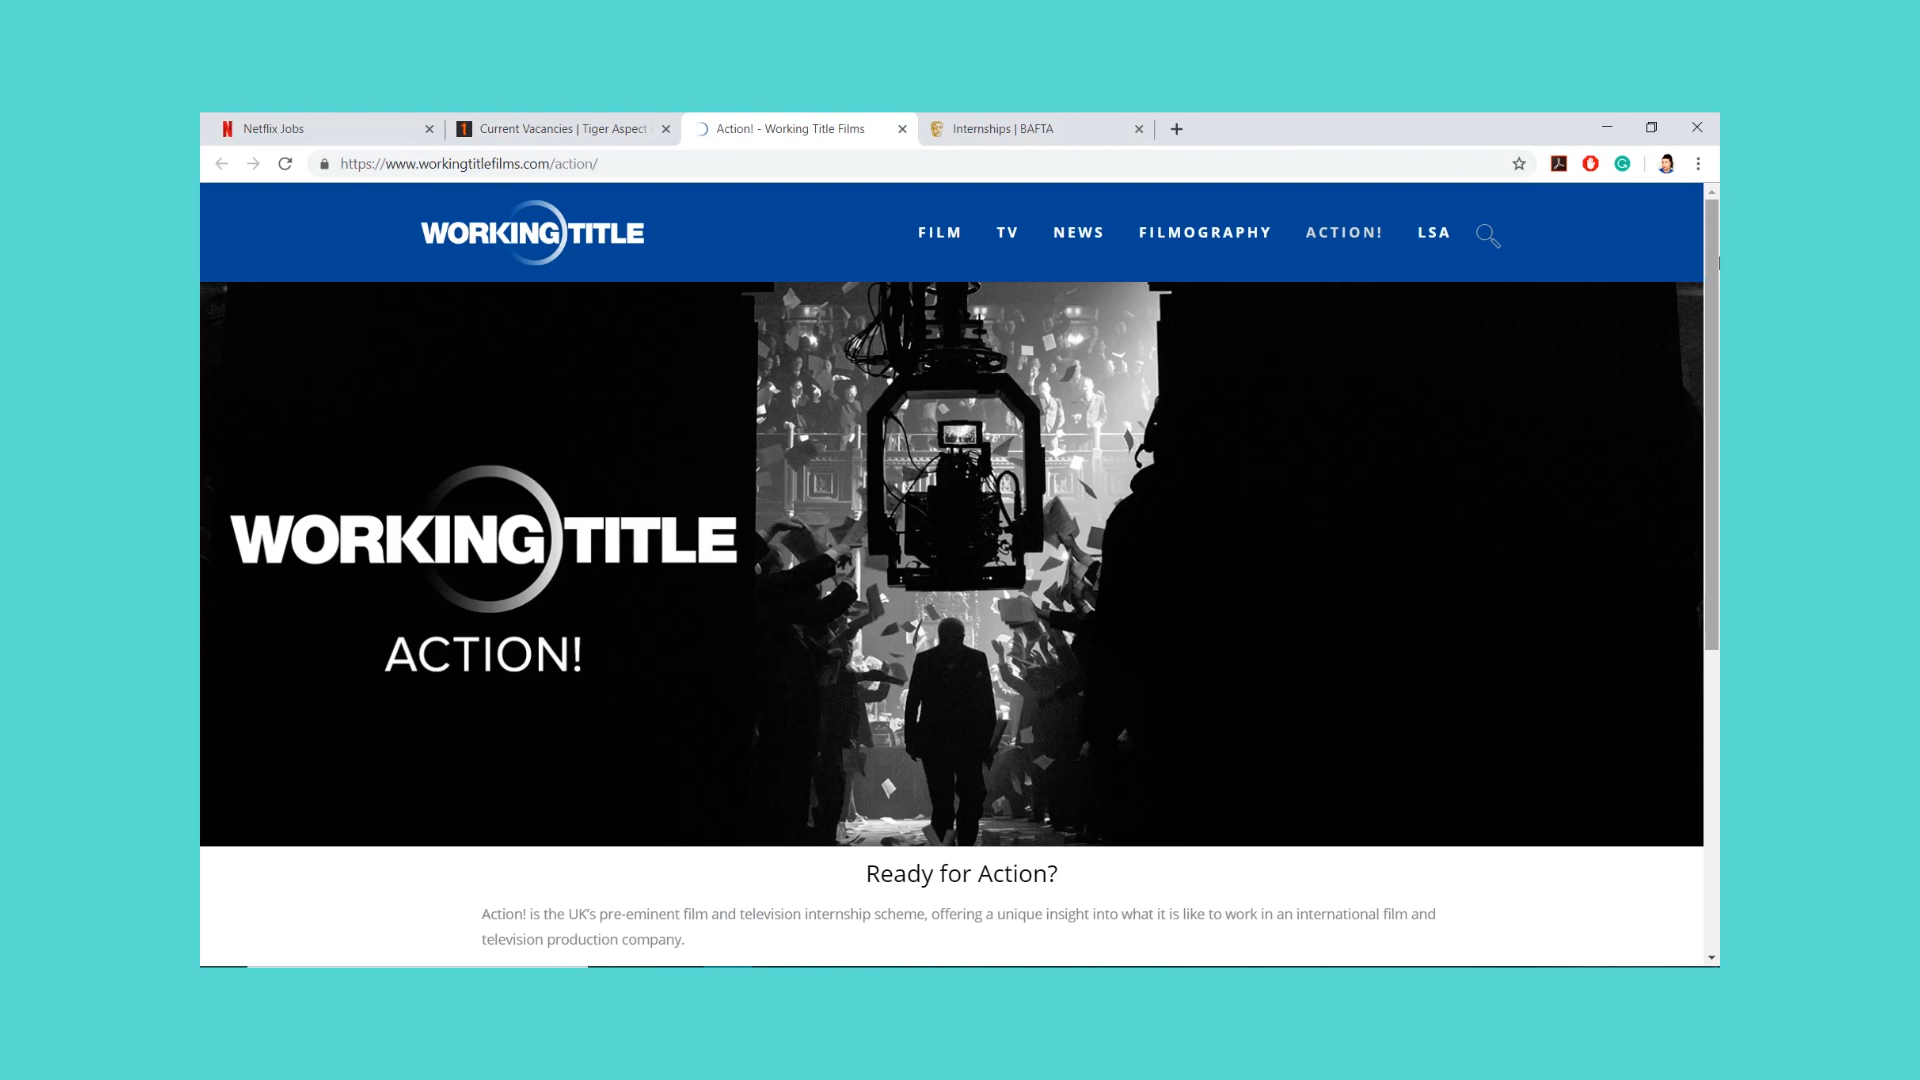 Netflix Jobs
Current Vacancies | Tiger Aspect
Action! - Working Title Films
Internships | BAFTA
https://www.workingtitlefilms.com/action/
WORKING TITLE
FILM
TV
NEWS
FILMOGRAPHY
ACTION!
LSA
WORKING TITLE
ACTION!
Ready for Action?
Action! is the UK's pre-eminent film and television internship scheme, offering a unique insight into what it is like to work in an international film and
television production company.